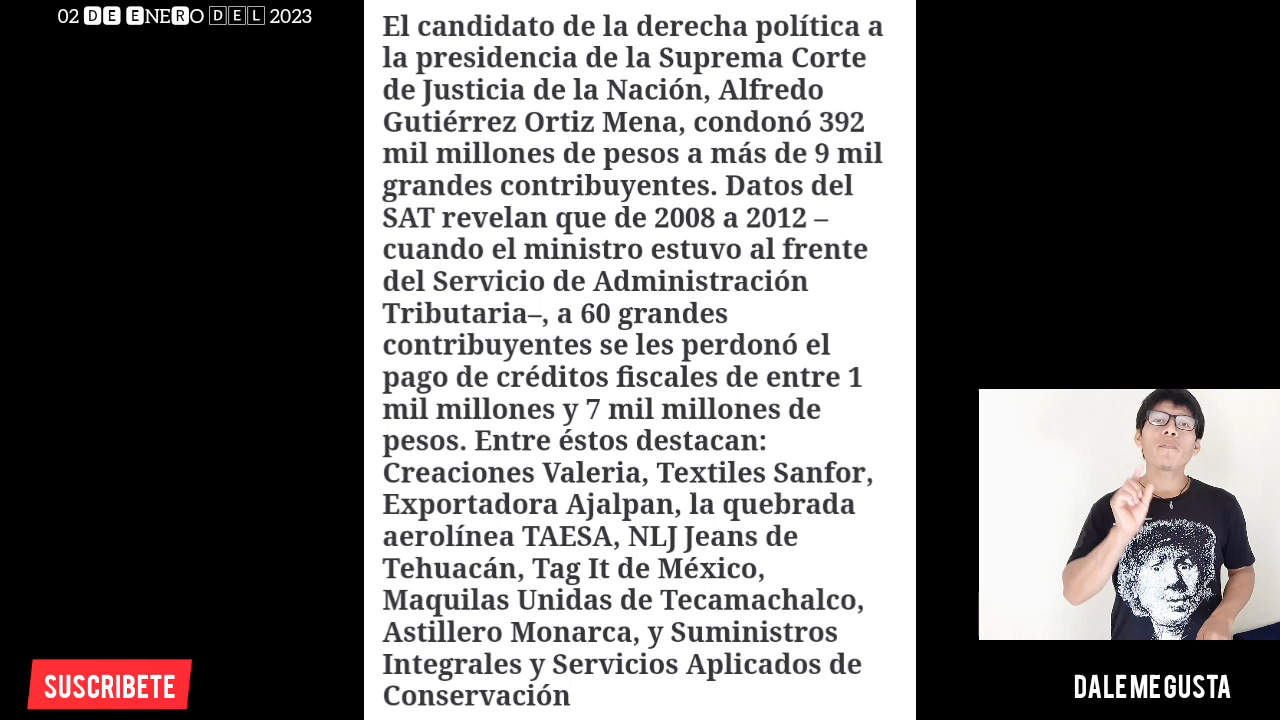 02 DE ENERO DEL 2023
El candidato de la derecha política a
la presidencia de la Suprema Corte
de Justicia de la Nación, Alfredo
Gutiérrez Ortiz Mena, condonó 392
mil millones de pesos a más de 9 mil
grandes contribuyentes. Datos del
SAT revelan que de 2008 a 2012 –
cuando el ministro estuvo al frente
del Servicio de Administración
Tributaria–, a 60 grandes
contribuyentes se les perdonó el
pago de créditos fiscales de entre 1
mil millones y 7 mil millones de
pesos. Entre éstos destacan:
Creaciones Valeria, Textiles Sanfor,
Exportadora Ajalpan, la quebrada
aerolínea TAESA, NLJ Jeans de
Tehuacán, Tag It de México,
Maquilas Unidas de Tecamachalco,
Astillero Monarca, y Suministros
Integrales y Servicios Aplicados de
Conservación
SUSCRIBETE
DALE ME GUSTA